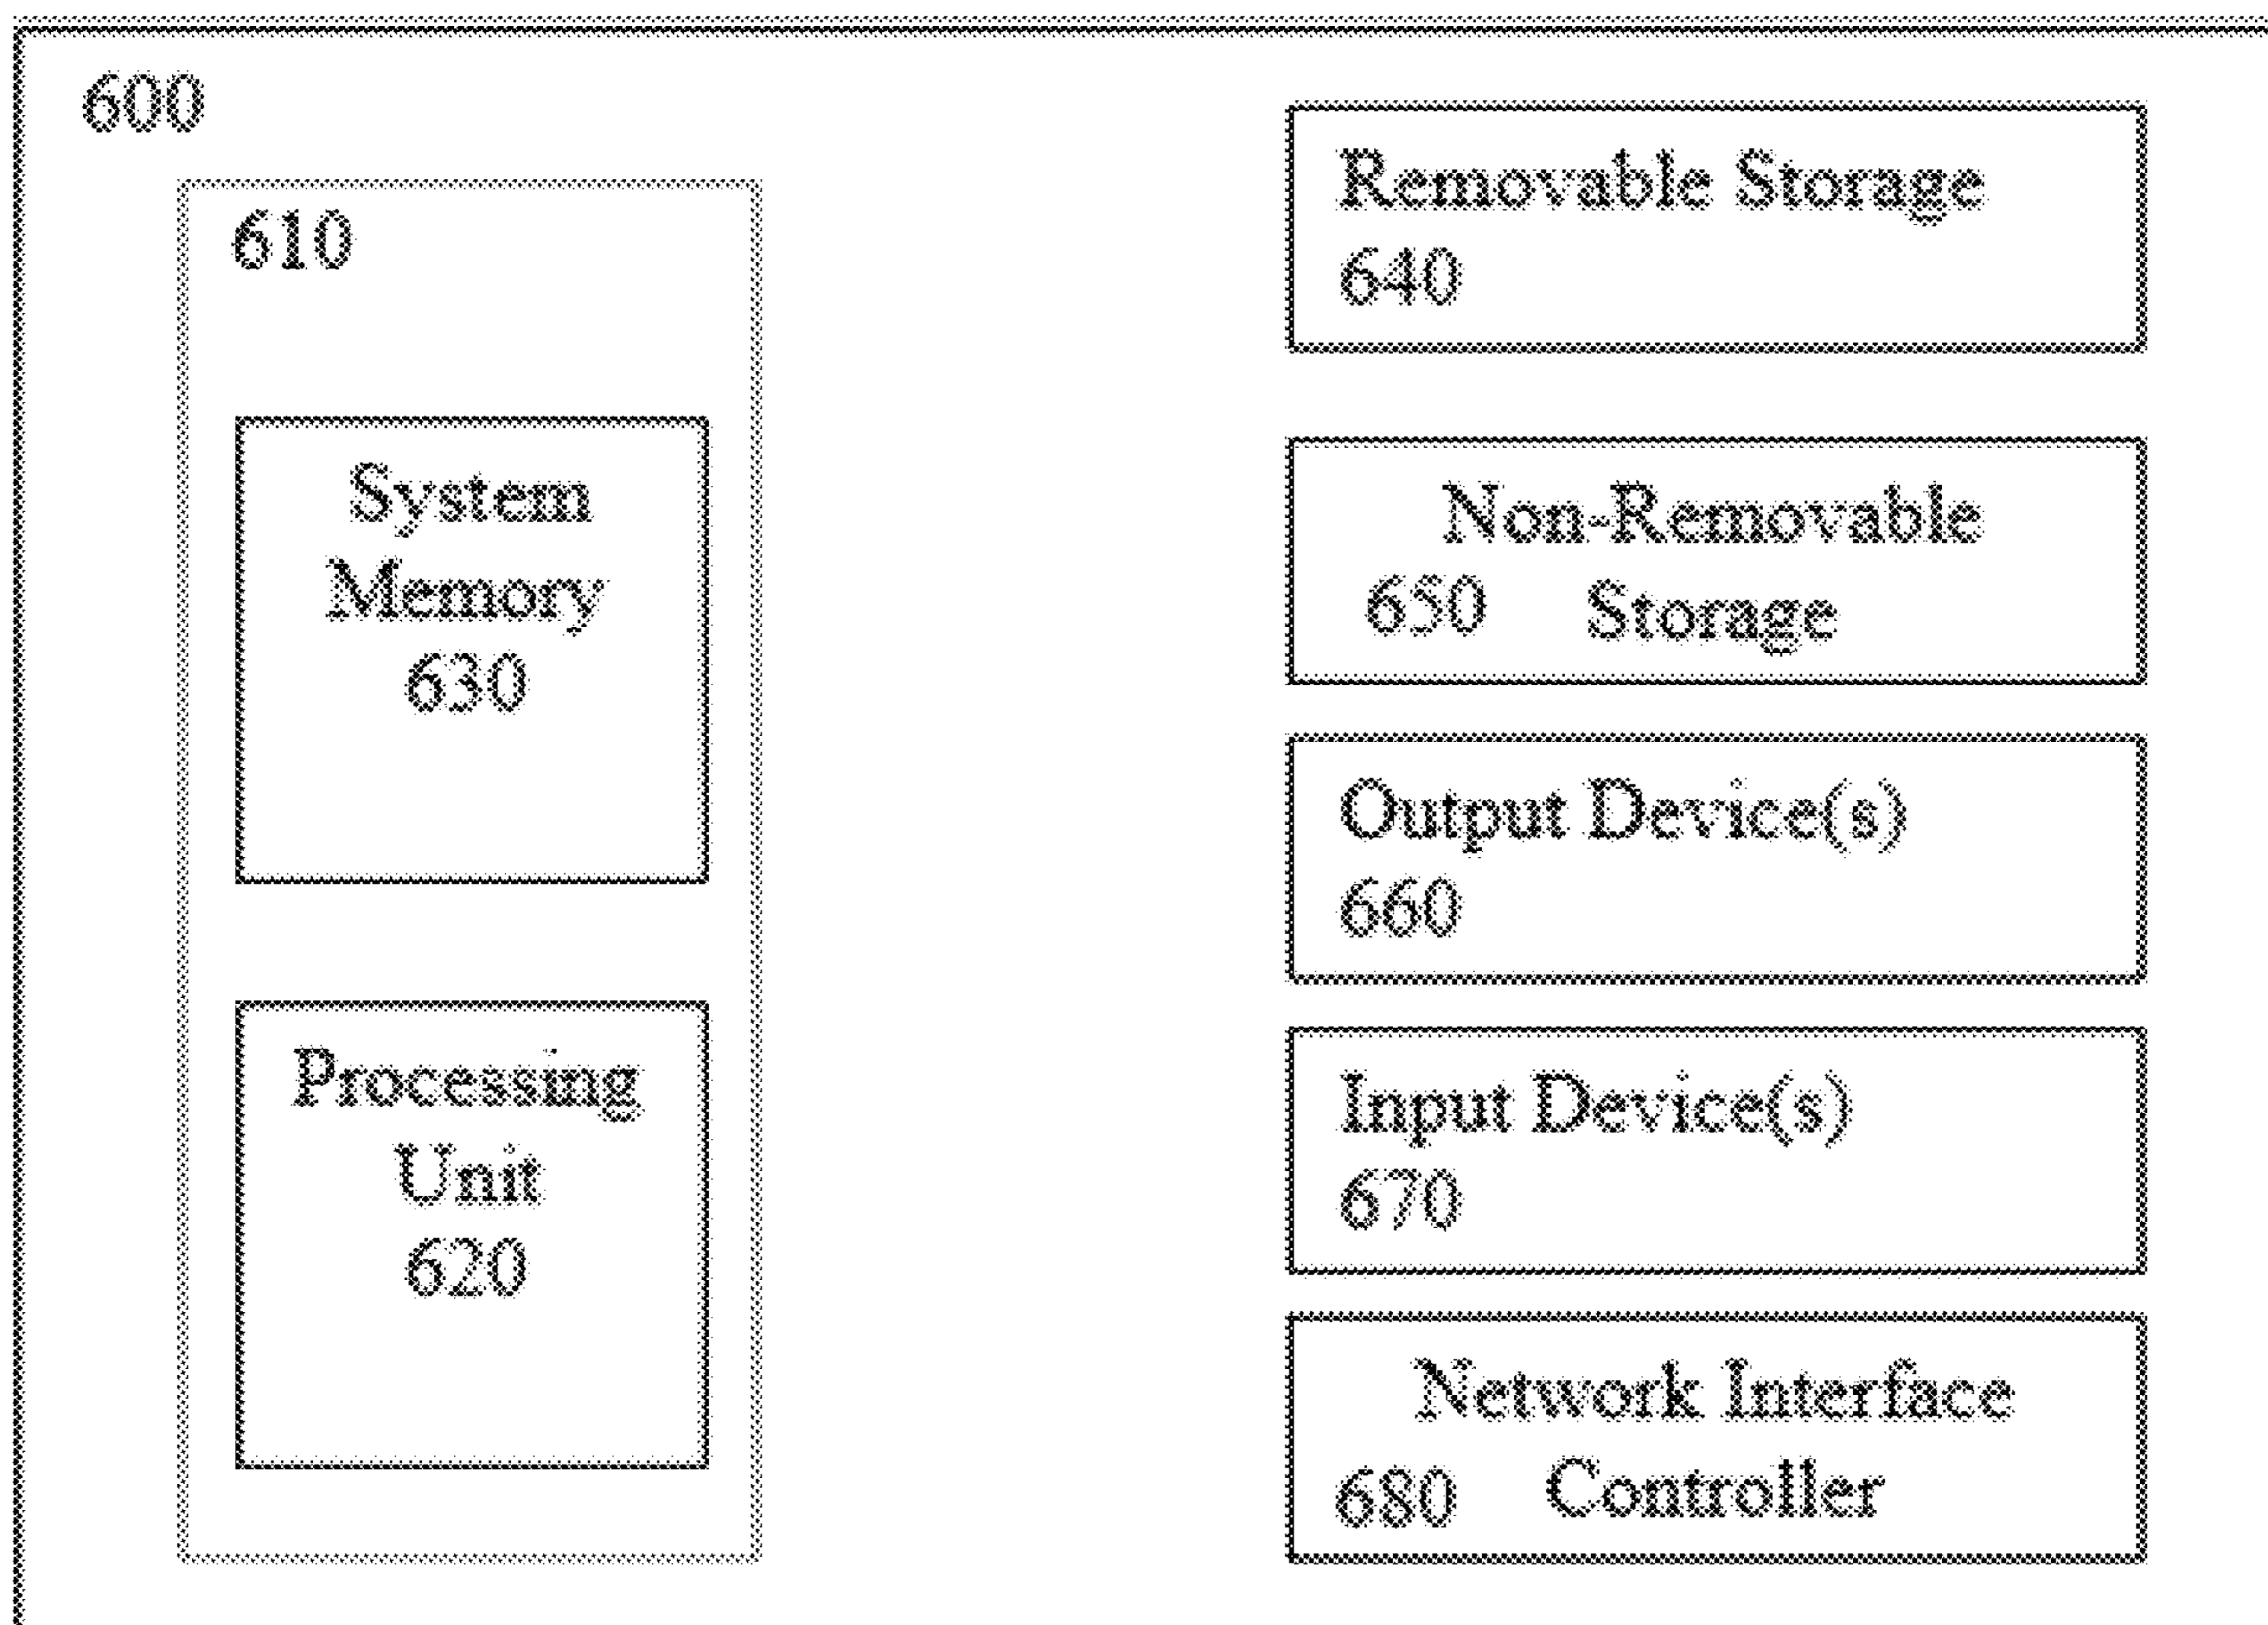 600
610
System
Memory
630
Processing
Unit
620
Removable Storage
640
Non-Removable
650 Storage
Output Device(s)
660
Input Device(s)
670
Network Interface
680 Controller